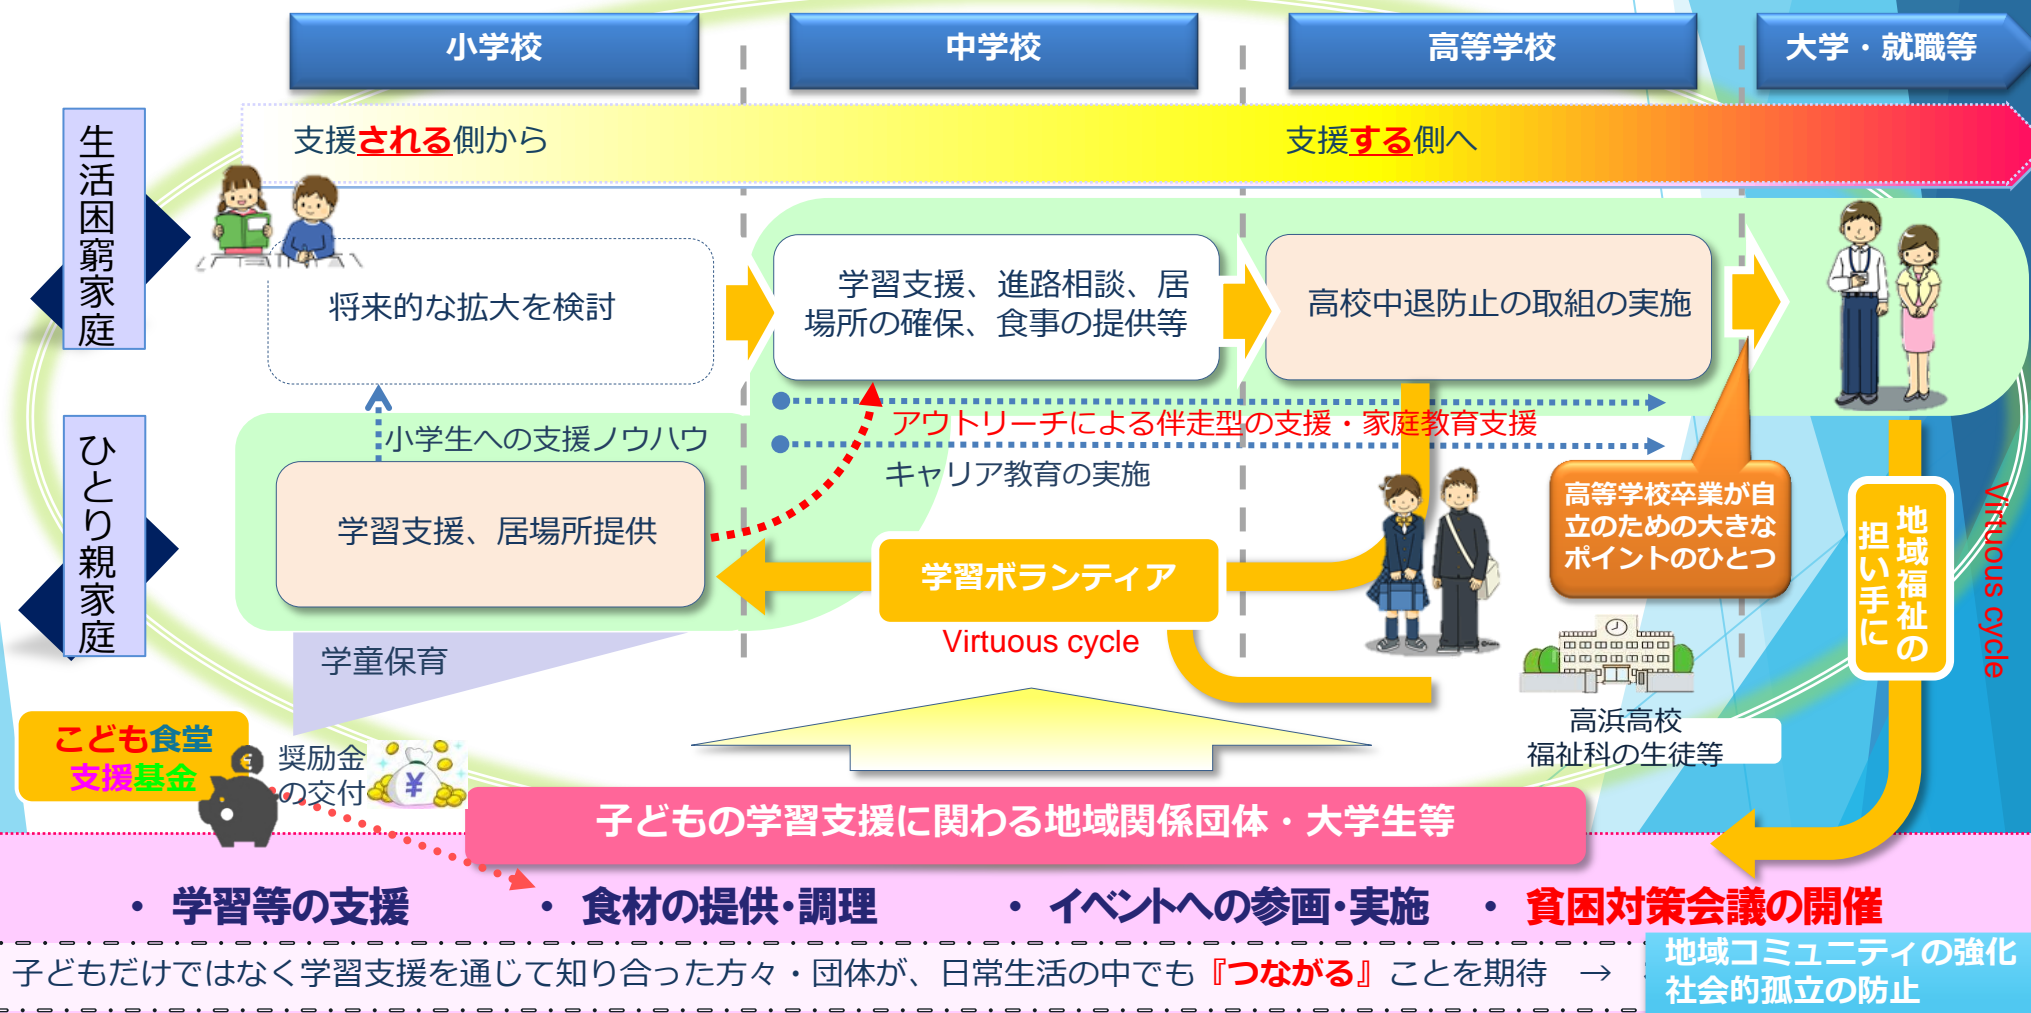 小学校
中学校
高等学校
大学・就職等
支援される側から
支援する側へ
生活困窮家庭
将来的な拡大を検討
学習支援、進路相談、居
場所の確保、食事の提供等
高校中退防止の取組の実施
アウトリーチによる伴走型の支援・家庭教育支援
キャリア教育の実施
小学生への支援ノウハウ
ひとり親家庭
学習支援、居場所提供
高等学校卒業が自
立のための大きな
ポイントのひとつ
地域福祉の
担い手に
Virtuous cycle
学習ボランティア
Virtuous cycle
学童保育
高浜高校
福祉科の生徒等
こども食堂
支援基金
奨励金
の交付
¥
子どもの学習支援に関わる地域関係団体・大学生等
・ 学習等の支援
・ 食材の提供・調理
・ イベントへの参画・実施
・ 貧困対策会議の開催
子どもだけではなく学習支援を通じて知り合った方々・団体が、日常生活の中でも『つながる』ことを期待 →
地域コミュニティの強化
社会的孤立の防止